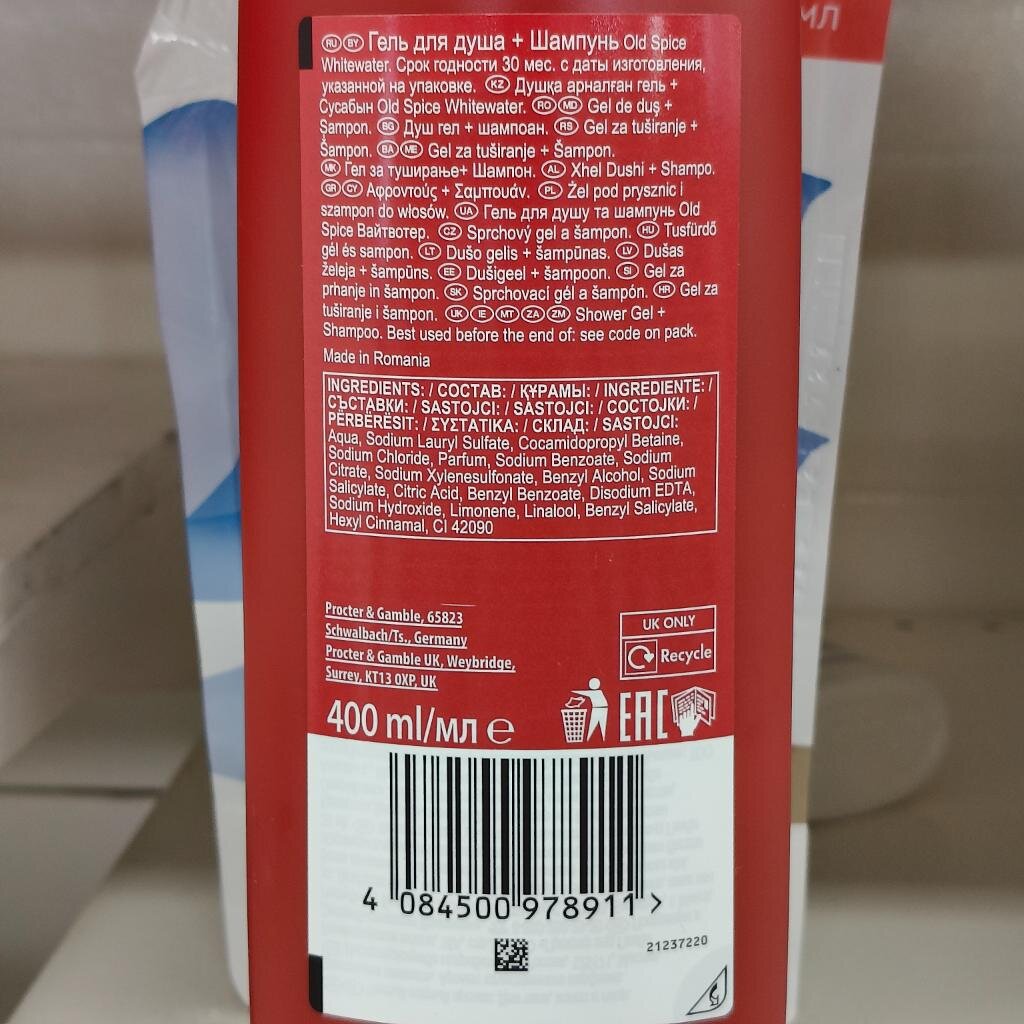 МЛ
RU BY Гель для душа + Шампунь Old Spice
Whitewater. Срок годности 30 мес. с даты изготовления,
указанной на упаковке. KZ Душқа арналған гель +
Сусабын Old Spice Whitewater. RO MD Gel de duș +
Șampon. BG Душ гел + шампоан. RS Gel za tuširanje +
Šampon. BA ME Gel za tuširanje + Šampon.
MK Гел за туширање+ Шампон. AL Xhel Dushi + Shampo.
GR CY Αφροντούς + Σαμπουάν. PL Żel pod prysznic i
szampon do włosów. UA Гель для душу та шампунь Old
Spice Вайтвотер. CZ Sprchový gel a šampon. HU Tusfürdő
gél és sampon. LT Dušo gelis + šampūnas. LV Dušas
želeja + šampūns. EE Dušigeel + šampoon. SI Gel za
prhanje in šampon. SK Sprchovací gél a šampón. HR Gel za
tuširanje i šampon. UK IE MT ZA ZM Shower Gel +
Shampoo. Best used before the end of: see code on pack.
Made in Romania
INGREDIENTS: / СОСТАВ: / ҚҰРАМЫ: / INGREDIENTE: /
СЪСТАВКИ: / SASTOJCI: / SASTOJCI: / СОСТОЈКИ: /
PËRBËRËSIT: / ΣΥΣΤΑΤΙΚΑ: / СКЛАД: / SASTOJCI:
Aqua, Sodium Lauryl Sulfate, Cocamidopropyl Betaine,
Sodium Chloride, Parfum, Sodium Benzoate, Sodium
Citrate, Sodium Xylenesulfonate, Benzyl Alcohol, Sodium
Salicylate, Citric Acid, Benzyl Benzoate, Disodium EDTA,
Sodium Hydroxide, Limonene, Linalool, Benzyl Salicylate,
Hexyl Cinnamal, CI 42090
Procter & Gamble, 65823
Schwalbach/Ts., Germany
Procter & Gamble UK, Weybridge,
Surrey, KT13 0XP, UK
UK ONLY
Recycle
400 ml/мл e
EAC
4 084500 978911 >
21237220